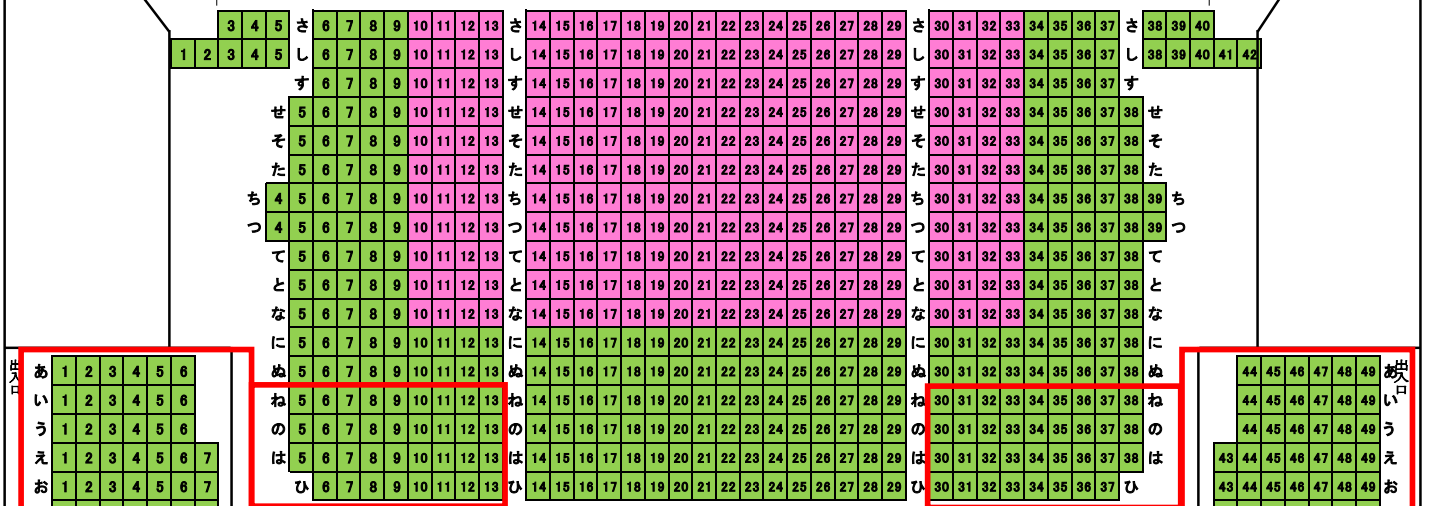 3 4 5 さ 6 7 8 9 10 11 12 13 さ 14 15 16 17 18 19 20 21 22 23 24 25 26 27 28 29 さ 30 31 32 33 34 35 36 37 さ 38 39 40
1 2 3 4 5 し 6 7 8 9 10 11 12 13 し 14 15 16 17 18 19 20 21 22 23 24 25 26 27 28 29 し 30 31 32 33 34 35 36 37 し 38 39 40 41 42
す 6 7 8 9 10 11 12 13 す 14 15 16 17 18 19 20 21 22 23 24 25 26 27 28 29 す 30 31 32 33 34 35 36 37 す
せ 5 6 7 8 9 10 11 12 13 せ 14 15 16 17 18 19 20 21 22 23 24 25 26 27 28 29 せ 30 31 32 33 34 35 36 37 38 せ
そ 5 6 7 8 9 10 11 12 13 そ 14 15 16 17 18 19 20 21 22 23 24 25 26 27 28 29 そ 30 31 32 33 34 35 36 37 38 そ
た 5 6 7 8 9 10 11 12 13 た 14 15 16 17 18 19 20 21 22 23 24 25 26 27 28 29 た 30 31 32 33 34 35 36 37 38 た
ち 4 5 6 7 8 9 10 11 12 13 ち 14 15 16 17 18 19 20 21 22 23 24 25 26 27 28 29 ち 30 31 32 33 34 35 36 37 38 39 ち
つ 4 5 6 7 8 9 10 11 12 13 つ 14 15 16 17 18 19 20 21 22 23 24 25 26 27 28 29 つ 30 31 32 33 34 35 36 37 38 39 つ
て 5 6 7 8 9 10 11 12 13 て 14 15 16 17 18 19 20 21 22 23 24 25 26 27 28 29 て 30 31 32 33 34 35 36 37 38 て
と 5 6 7 8 9 10 11 12 13 と 14 15 16 17 18 19 20 21 22 23 24 25 26 27 28 29 と 30 31 32 33 34 35 36 37 38 と
な 5 6 7 8 9 10 11 12 13 な 14 15 16 17 18 19 20 21 22 23 24 25 26 27 28 29 な 30 31 32 33 34 35 36 37 38 な
に 5 6 7 8 9 10 11 12 13 に 14 15 16 17 18 19 20 21 22 23 24 25 26 27 28 29 に 30 31 32 33 34 35 36 37 38 に
出入口 あ 1 2 3 4 5 6 ぬ 5 6 7 8 9 10 11 12 13 ぬ 14 15 16 17 18 19 20 21 22 23 24 25 26 27 28 29 ぬ 30 31 32 33 34 35 36 37 38 ぬ 44 45 46 47 48 49 あ 出入口
い 1 2 3 4 5 6 ね 5 6 7 8 9 10 11 12 13 ね 14 15 16 17 18 19 20 21 22 23 24 25 26 27 28 29 ね 30 31 32 33 34 35 36 37 38 ね 44 45 46 47 48 49 い
う 1 2 3 4 5 6 の 5 6 7 8 9 10 11 12 13 の 14 15 16 17 18 19 20 21 22 23 24 25 26 27 28 29 の 30 31 32 33 34 35 36 37 38 の 44 45 46 47 48 49 う
え 1 2 3 4 5 6 7 は 5 6 7 8 9 10 11 12 13 は 14 15 16 17 18 19 20 21 22 23 24 25 26 27 28 29 は 30 31 32 33 34 35 36 37 38 は 43 44 45 46 47 48 49 え
お 1 2 3 4 5 6 7 ひ 6 7 8 9 10 11 12 13 ひ 14 15 16 17 18 19 20 21 22 23 24 25 26 27 28 29 ひ 30 31 32 33 34 35 36 37 ひ 43 44 45 46 47 48 49 お